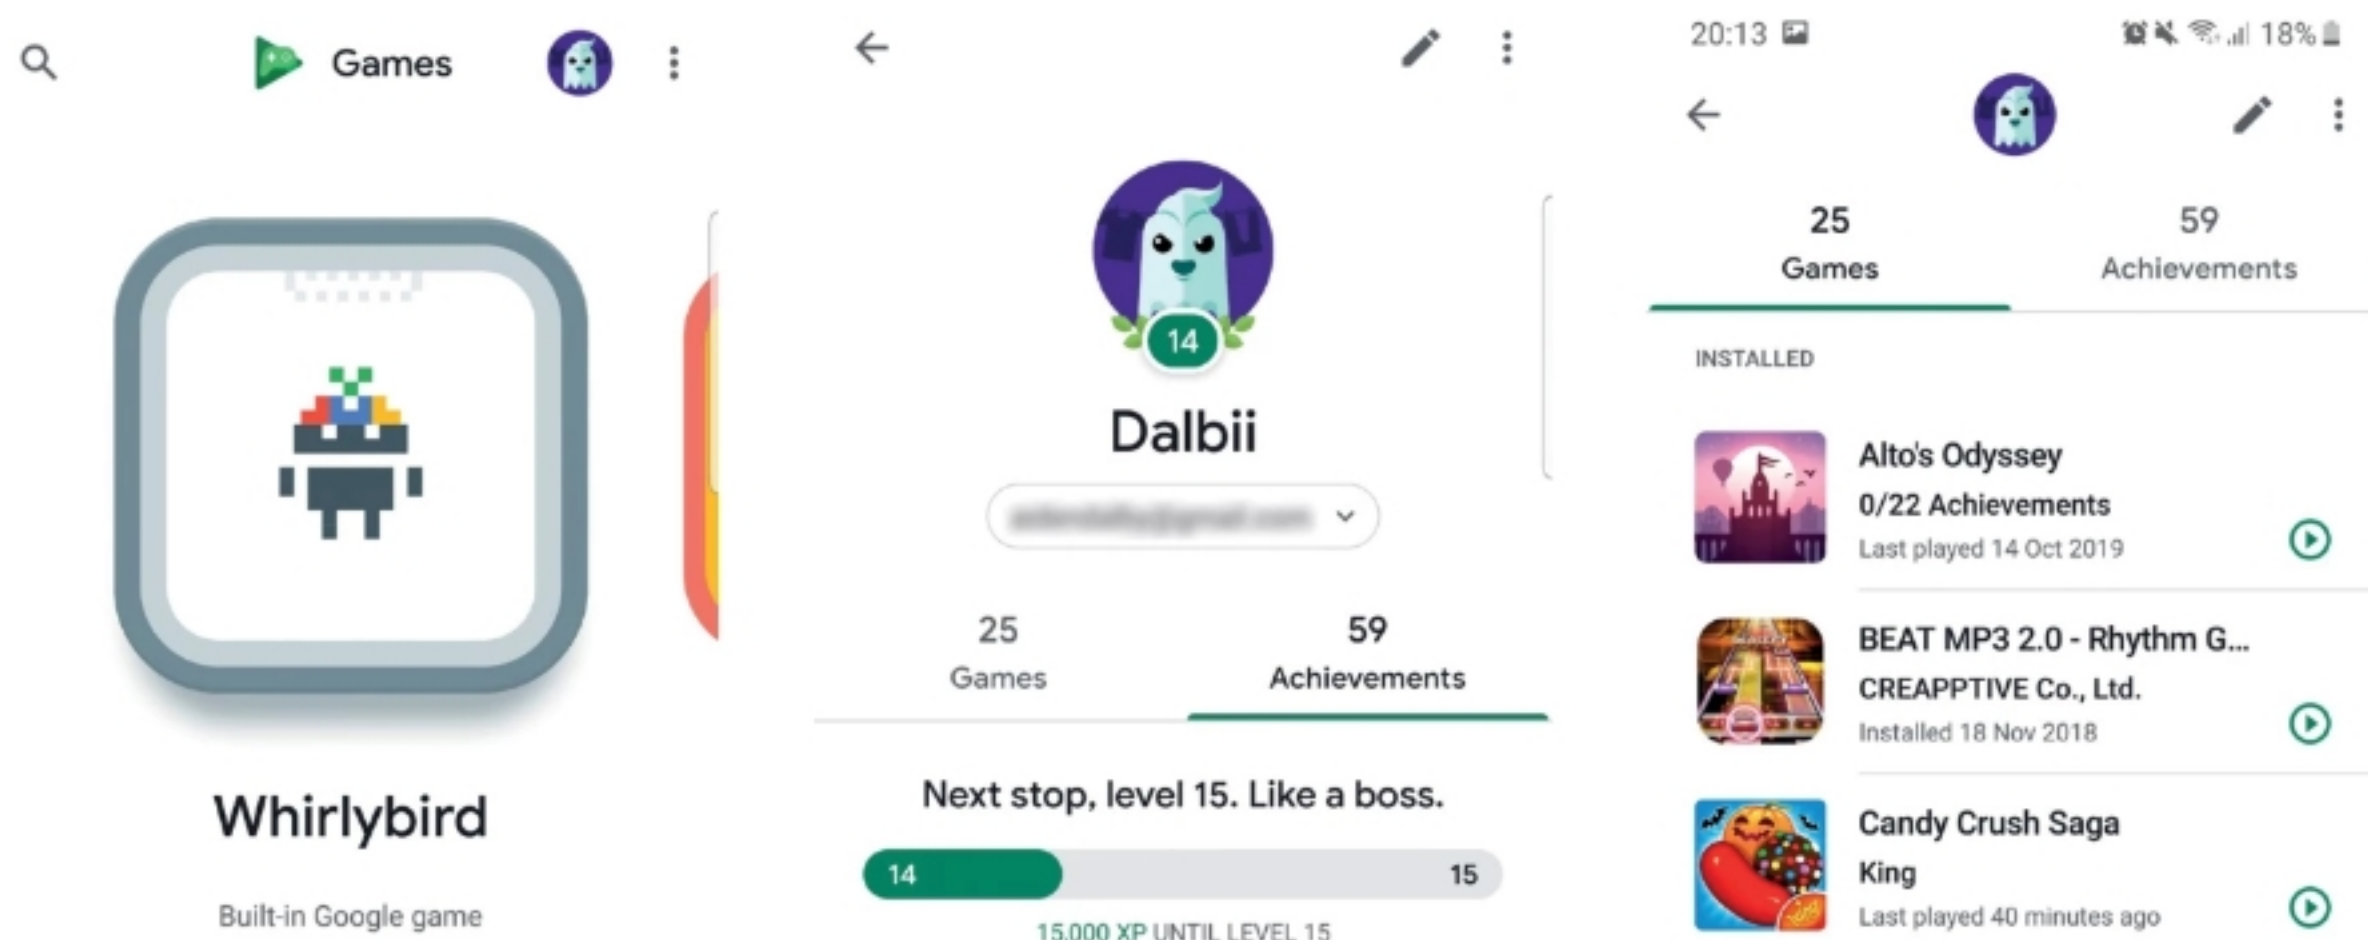 Games
Whirlybird
Built-in Google game
14
Dalbii
25
Games
59
Achievements
Next stop, level 15. Like a boss.
14
15
15,000 XP UNTIL LEVEL 15
20:13
18%
25
Games
59
Achievements
INSTALLED
Alto's Odyssey
0/22 Achievements
Last played 14 Oct 2019
BEAT MP3 2.0 - Rhythm G...
CREAPPTIVE Co., Ltd.
Installed 18 Nov 2018
Candy Crush Saga
King
Last played 40 minutes ago